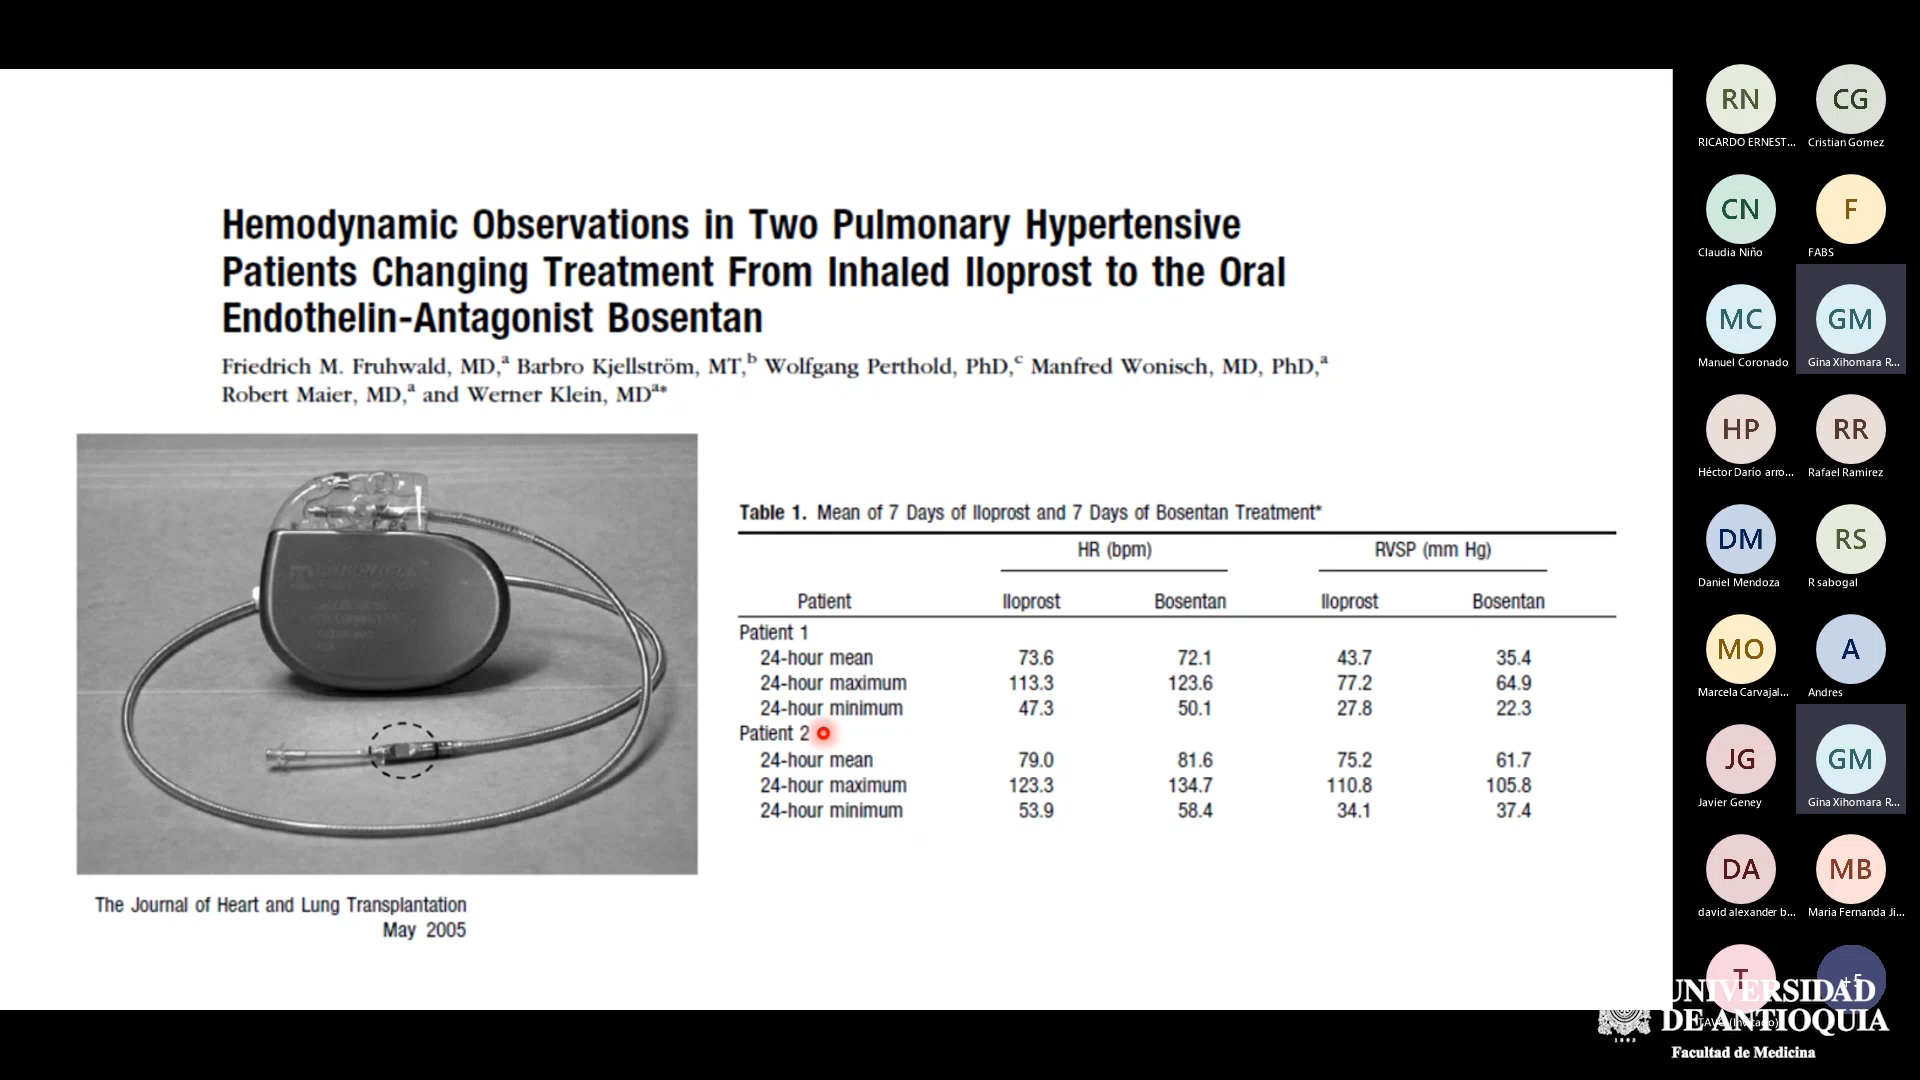 Hemodynamic Observations in Two Pulmonary Hypertensive
Patients Changing Treatment From Inhaled Iloprost to the Oral
Endothelin-Antagonist Bosentan
Friedrich M. Fruhwald, MD,a Barbro Kjellström, MT,b Wolfgang Perthold, PhD,c Manfred Wonisch, MD, PhD,a
Robert Maier, MD,a and Werner Klein, MDa*
The Journal of Heart and Lung Transplantation
May 2005
Table 1. Mean of 7 Days of Iloprost and 7 Days of Bosentan Treatment*
HR (bpm) RVSP (mm Hg)
Patient Iloprost Bosentan Iloprost Bosentan
Patient 1
24-hour mean 73.6 72.1 43.7 35.4
24-hour maximum 113.3 123.6 77.2 64.9
24-hour minimum 47.3 50.1 27.8 22.3
Patient 2
24-hour mean 79.0 81.6 75.2 61.7
24-hour maximum 123.3 134.7 110.8 105.8
24-hour minimum 53.9 58.4 34.1 37.4
RN CG
RICARDO ERNEST... Cristian Gomez
CN F
Claudia Niño FABS
MC GM
Manuel Coronado Gina Xihomara R...
HP RR
Héctor Darío arro... Rafael Ramirez
DM RS
Daniel Mendoza R sabogal
MO A
Marcela Carvajal... Andres
JG GM
Javier Geney Gina Xihomara R...
DA MB
david alexander b... Maria Fernanda Ji...
T +5
UNIVERSIDAD
DE ANTIOQUIA
1803
Facultad de Medicina